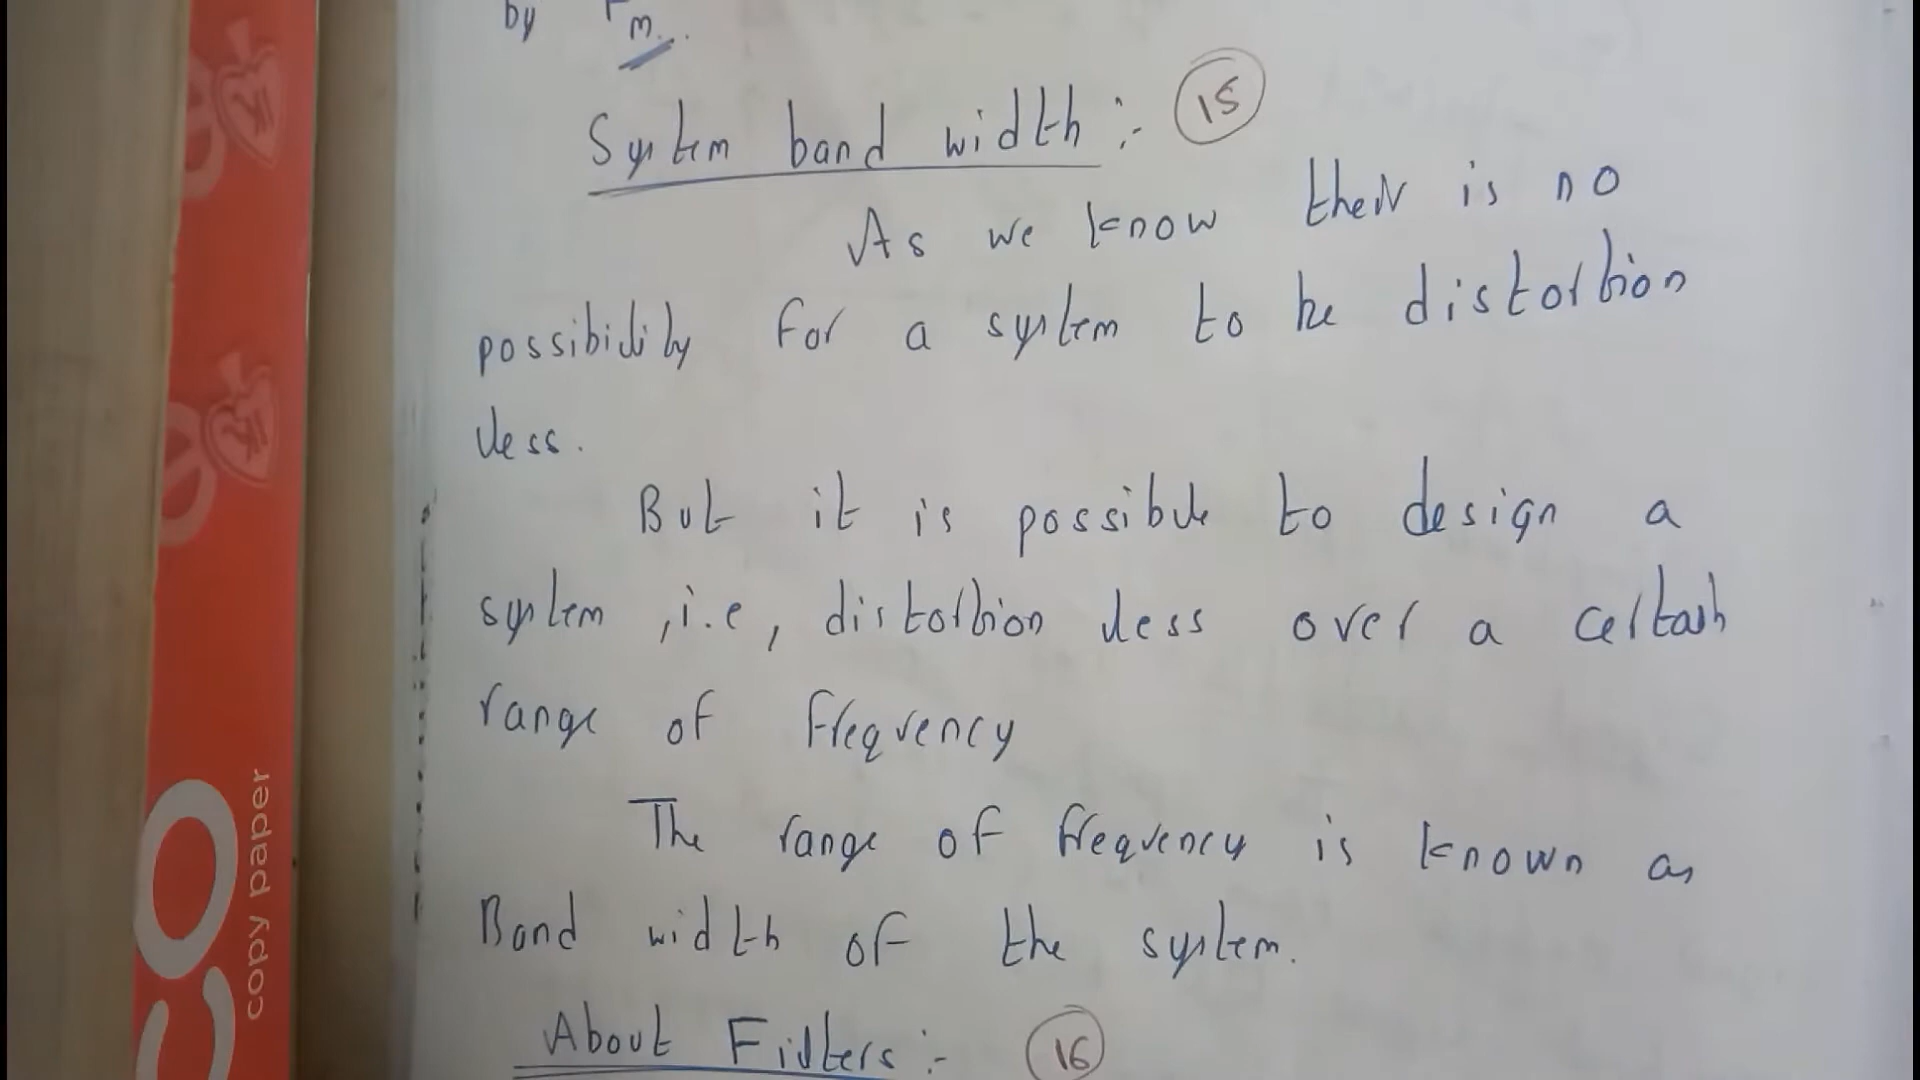 by Fm..
System band width :- 15
As we know there is no
possibility for a system to be distortion
less.
But it is possible to design a
system, i.e, distortion less over a certain
range of frequency
The range of frequency is known as
Band width of the system.
About Filters :- 16
CO
copy paper